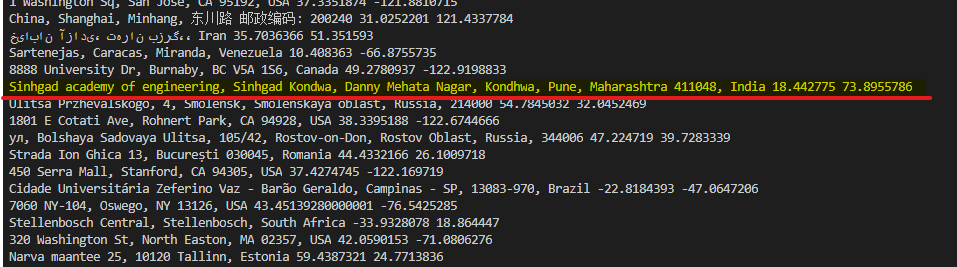 1 Washington Sq, San Jose, CA 95192, USA 37.3351874 -121.8810715
China, Shanghai, Minhang, 东川路 邮政编码: 200240 31.0252201 121.4337784
خیابان آزادی، تهران بزرگ،، Iran 35.7036366 51.351593
Sartenejas, Caracas, Miranda, Venezuela 10.408363 -66.8755735
8888 University Dr, Burnaby, BC V5A 1S6, Canada 49.2780937 -122.9198833
Sinhgad academy of engineering, Sinhgad Kondwa, Danny Mehata Nagar, Kondhwa, Pune, Maharashtra 411048, India 18.442775 73.8955786
Ulitsa Przheval'skogo, 4, Smolensk, Smolenskaya oblast, Russia, 214000 54.7845032 32.0452469
1801 E Cotati Ave, Rohnert Park, CA 94928, USA 38.3395188 -122.6744666
ул, Bolshaya Sadovaya Ulitsa, 105/42, Rostov-on-Don, Rostov Oblast, Russia, 344006 47.224719 39.7283339
Strada Ion Ghica 13, București 030045, Romania 44.4332166 26.1009718
450 Serra Mall, Stanford, CA 94305, USA 37.4274745 -122.169719
Cidade Universitária Zeferino Vaz - Barão Geraldo, Campinas - SP, 13083-970, Brazil -22.8184393 -47.0647206
7060 NY-104, Oswego, NY 13126, USA 43.45139280000001 -76.5425285
Stellenbosch Central, Stellenbosch, South Africa -33.9328078 18.864447
320 Washington St, North Easton, MA 02357, USA 42.0590153 -71.0806276
Narva maantee 25, 10120 Tallinn, Estonia 59.4387321 24.7713836